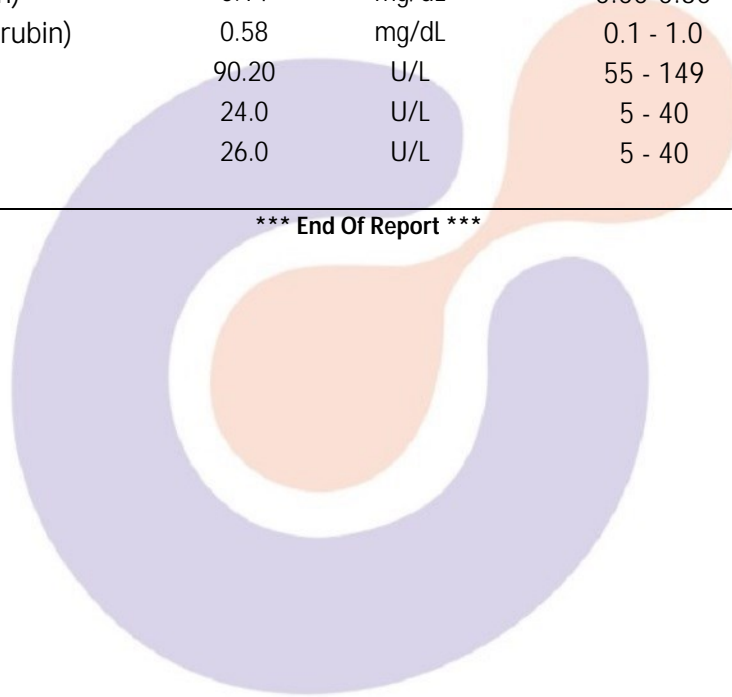 rubin) 0.58 mg/dL 0.1 - 1.0
90.20 U/L 55 - 149
24.0 U/L 5 - 40
26.0 U/L 5 - 40
*** End Of Report ***